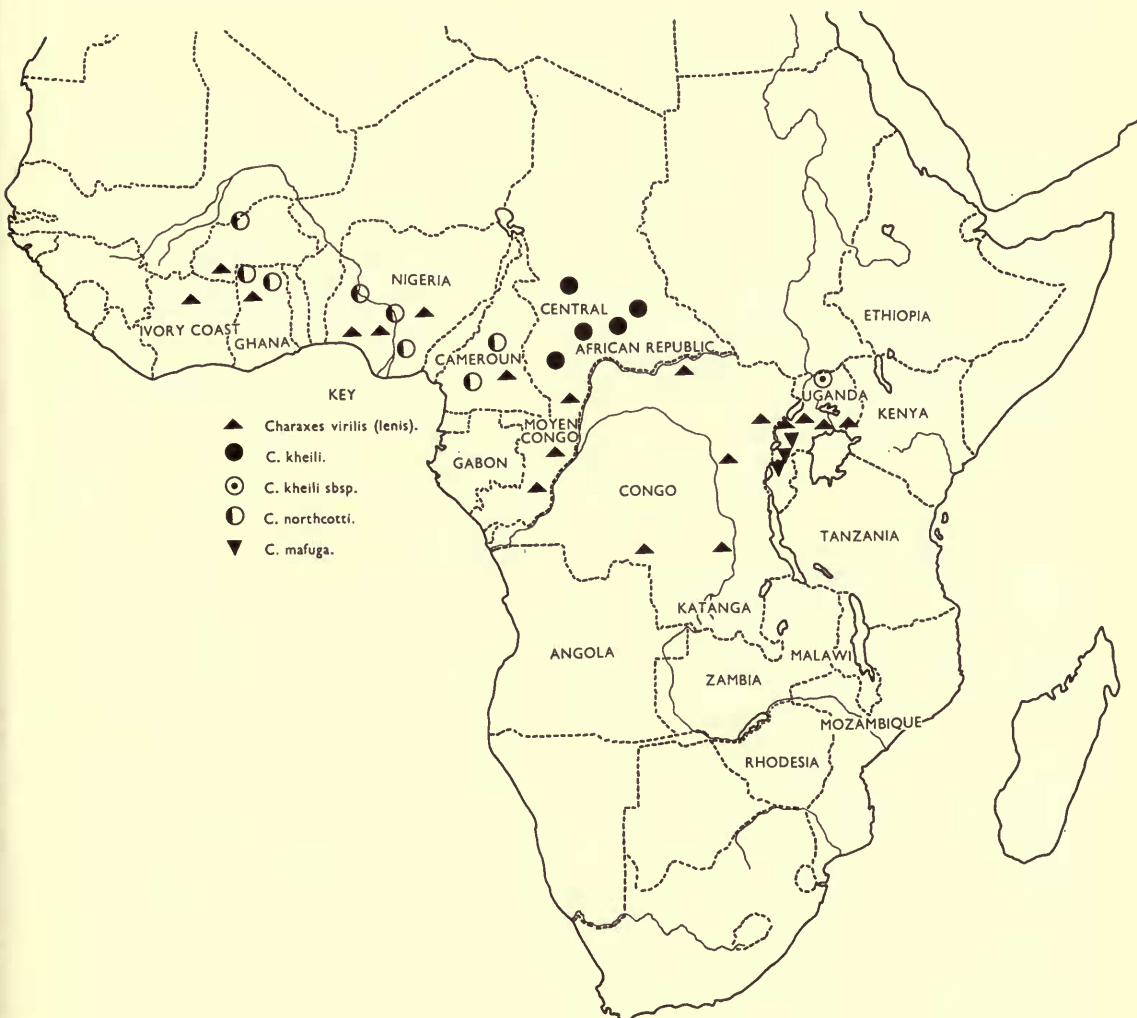 NIGERIA
CENTRAL
AFRICAN REPUBLIC
ETHIOPIA
IVORY COAST
GHANA
CAMEROUN
UGANDA
KENYA
MOYEN
CONGO
GABON
CONGO
TANZANIA
KATANGA
ANGOLA
MALAWI
ZAMBIA
MOZAMBIQUE
RHODESIA
KEY
Charaxes virilis (lenis).
C. kheili.
C. kheili sbsp.
C. northcotti.
C. mafuga.